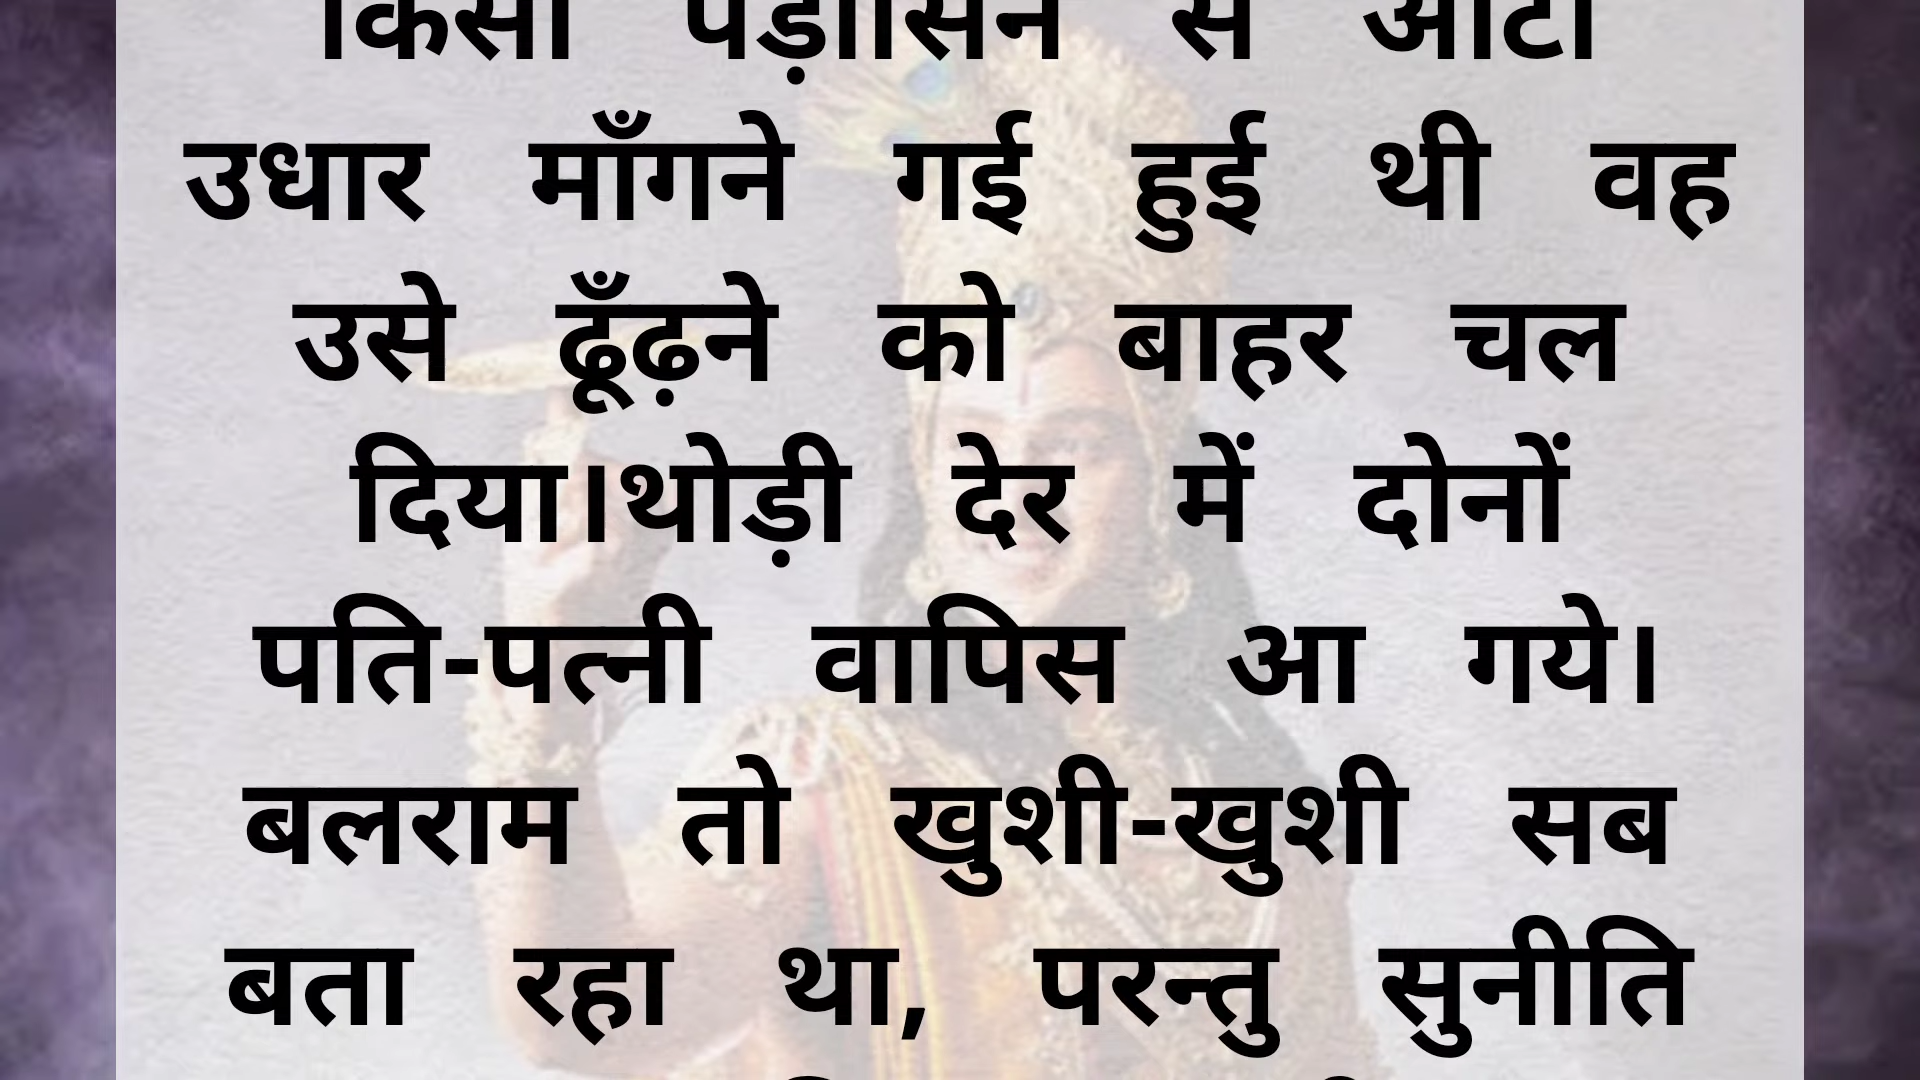 किसी पड़ोसिन से आटा
उधार माँगने गई हुई थी वह
उसे ढूँढ़ने को बाहर चल
दिया।थोड़ी देर में दोनों
पति-पत्नी वापिस आ गये।
बलराम तो खुशी-खुशी सब
बता रहा था, परन्तु सुनीति